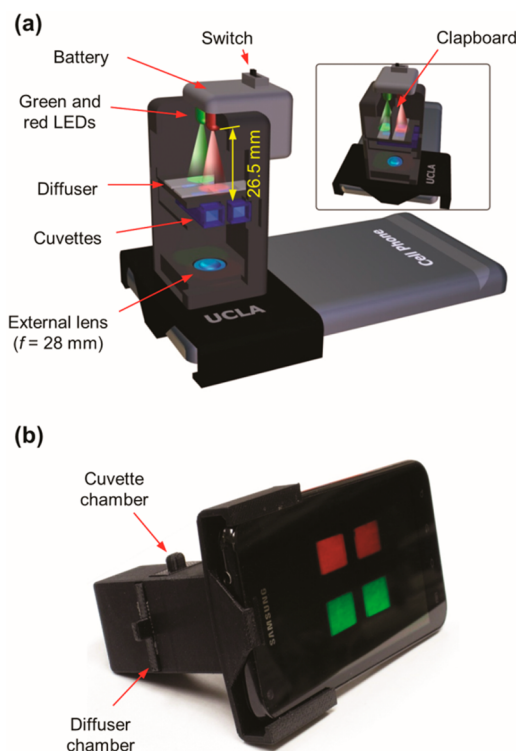 (a)
Switch
Battery
Clapboard
Green and
red LEDs
26.5 mm
UCLA
Diffuser
Cuvettes
Cell Phone
External lens
(f = 28 mm)
UCLA
(b)
Cuvette
chamber
SAMSUNG
Diffuser
chamber